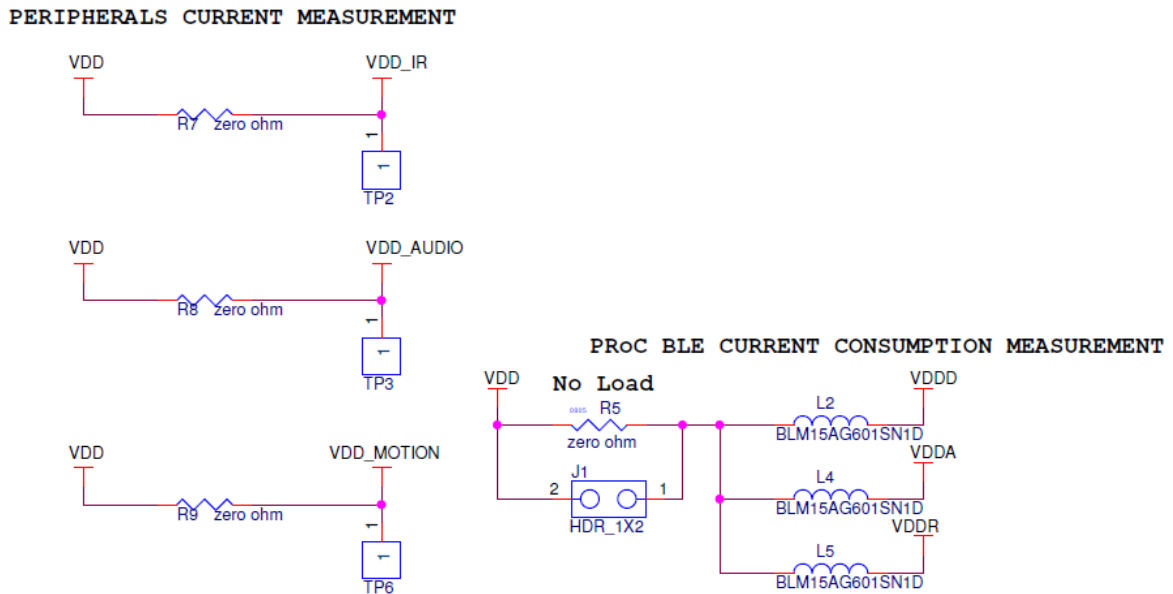 PERIPHERALS CURRENT MEASUREMENT
VDD
VDD_IR
R7 zero ohm
1
1
TP2
VDD
VDD_AUDIO
R8 zero ohm
1
1
TP3
VDD
VDD_MOTION
R9 zero ohm
1
1
TP6
PRoC BLE CURRENT CONSUMPTION MEASUREMENT
VDD
No Load
0805 R5
zero ohm
J1
2
1
HDR_1X2
VDDD
L2
BLM15AG601SN1D
VDDA
L4
BLM15AG601SN1D
VDDR
L5
BLM15AG601SN1D